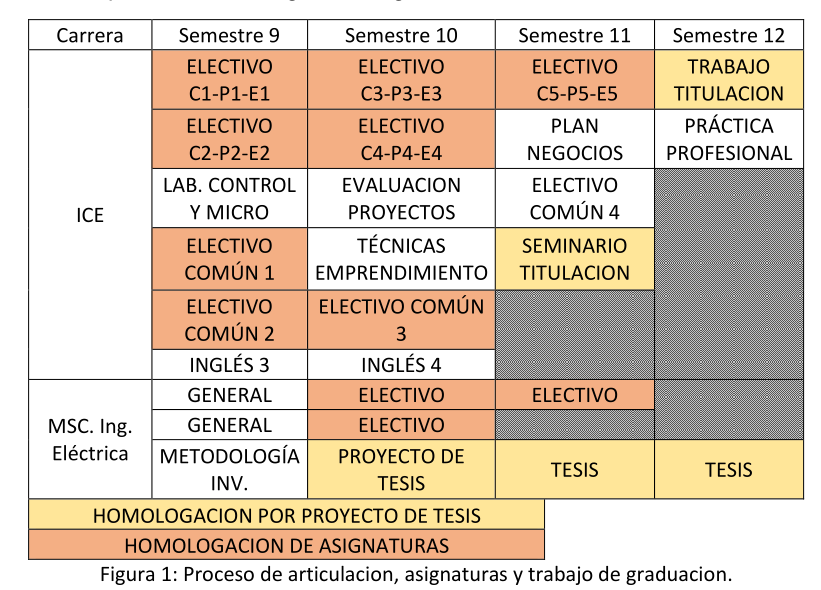 Carrera Semestre 9 Semestre 10 Semestre 11 Semestre 12
ICE
ELECTIVO ELECTIVO ELECTIVO TRABAJO
C1-P1-E1 C3-P3-E3 C5-P5-E5 TITULACION
ELECTIVO ELECTIVO PLAN PRÁCTICA
C2-P2-E2 C4-P4-E4 NEGOCIOS PROFESIONAL
LAB. CONTROL EVALUACION ELECTIVO
Y MICRO PROYECTOS COMÚN 4
ELECTIVO TÉCNICAS SEMINARIO
COMÚN 1 EMPRENDIMIENTO TITULACION
ELECTIVO ELECTIVO COMÚN
COMÚN 2 3
INGLÉS 3 INGLÉS 4
MSC. Ing.
Eléctrica
GENERAL ELECTIVO ELECTIVO
GENERAL ELECTIVO
METODOLOGÍA PROYECTO DE TESIS TESIS
INV. TESIS
HOMOLOGACION POR PROYECTO DE TESIS
HOMOLOGACION DE ASIGNATURAS
Figura 1: Proceso de articulacion, asignaturas y trabajo de graduacion.